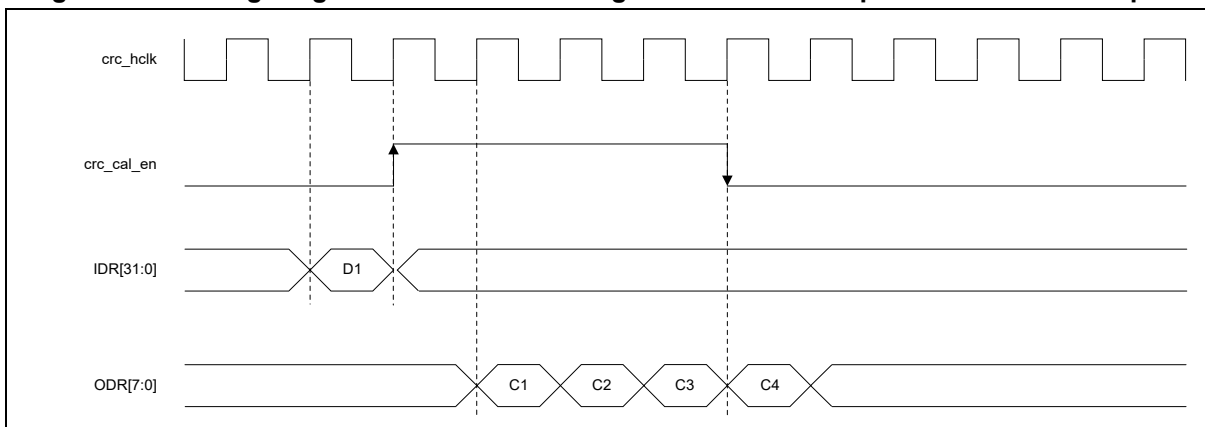 crc_hclk
crc_cal_en
IDR[31:0]
D1
ODR[7:0]
C1
C2
C3
C4